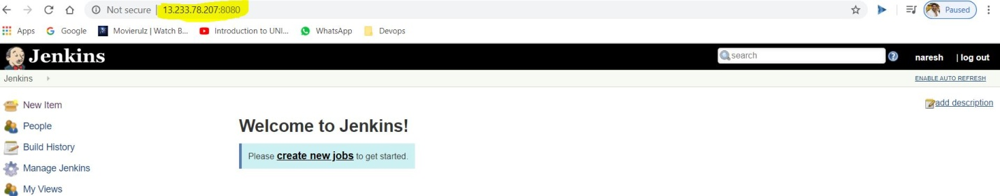 Not secure | 13.233.78.207:8080
Paused
Apps Google Movierulz | Watch B... Introduction to UNI... WhatsApp Devops
Jenkins
search
naresh | log out
Jenkins
ENABLE AUTO REFRESH
New Item
add description
People
Welcome to Jenkins!
Build History
Please create new jobs to get started.
Manage Jenkins
My Views